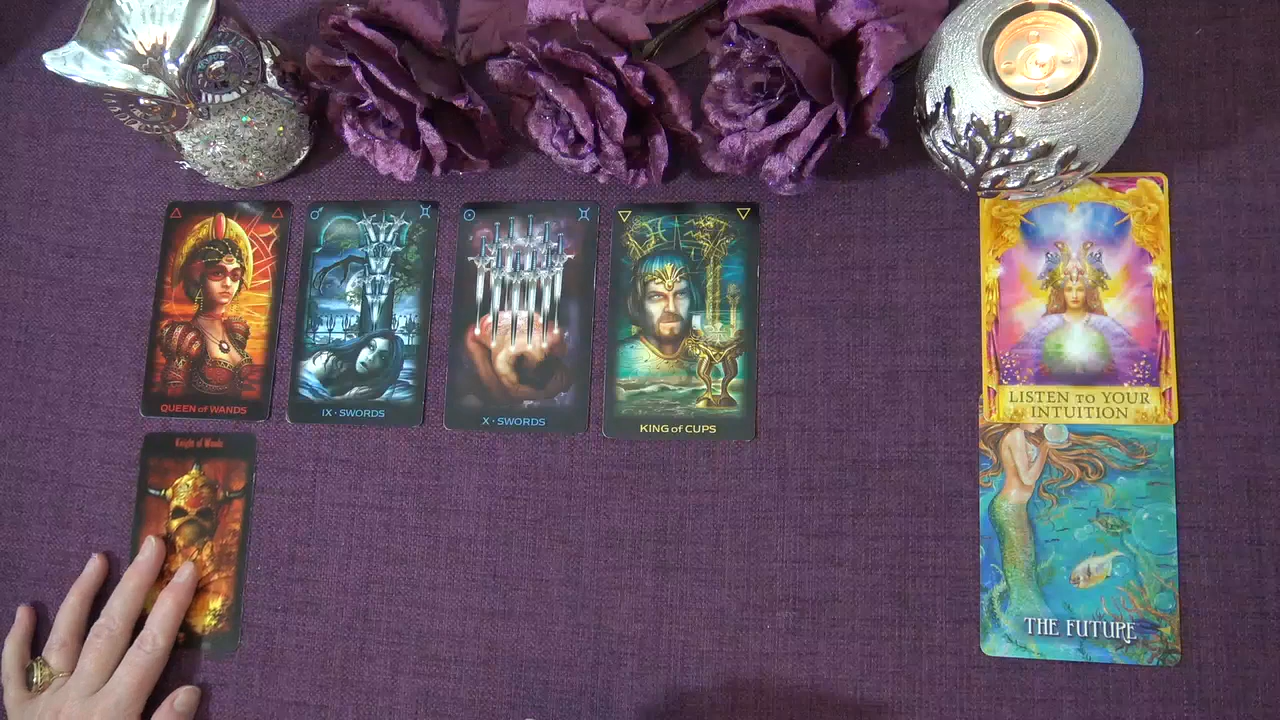 QUEEN of WANDS
IX · SWORDS
X · SWORDS
KING of CUPS
Knight of Wands
LISTEN to YOUR
INTUITION
THE FUTURE